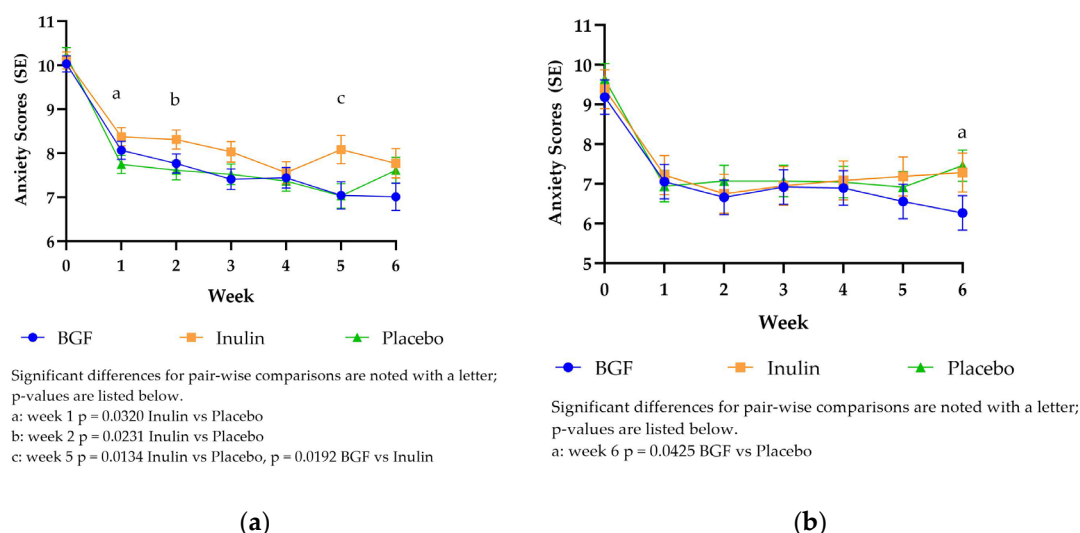 11
10
9
8
7
6
Anxiety Scores (SE)
a
b
c
0 1 2 3 4 5 6
Week
BGF Inulin Placebo
Significant differences for pair-wise comparisons are noted with a letter;
p-values are listed below.
a: week 1 p = 0.0320 Inulin vs Placebo
b: week 2 p = 0.0231 Inulin vs Placebo
c: week 5 p = 0.0134 Inulin vs Placebo, p = 0.0192 BGF vs Inulin
(a)
11
10
9
8
7
6
5
Anxiety Scores (SE)
a
0 1 2 3 4 5 6
Week
BGF Inulin Placebo
Significant differences for pair-wise comparisons are noted with a letter;
p-values are listed below.
a: week 6 p = 0.0425 BGF vs Placebo
(b)